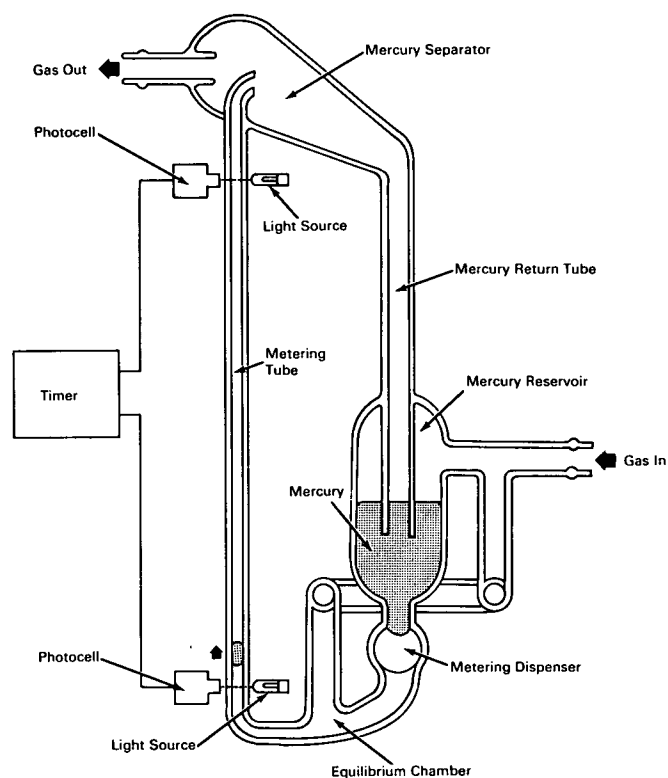 Mercury Separator
Gas Out
Photocell
Light Source
Mercury Return Tube
Metering
Tube
Timer
Mercury Reservoir
Gas In
Mercury
Photocell
Metering Dispenser
Light Source
Equilibrium Chamber